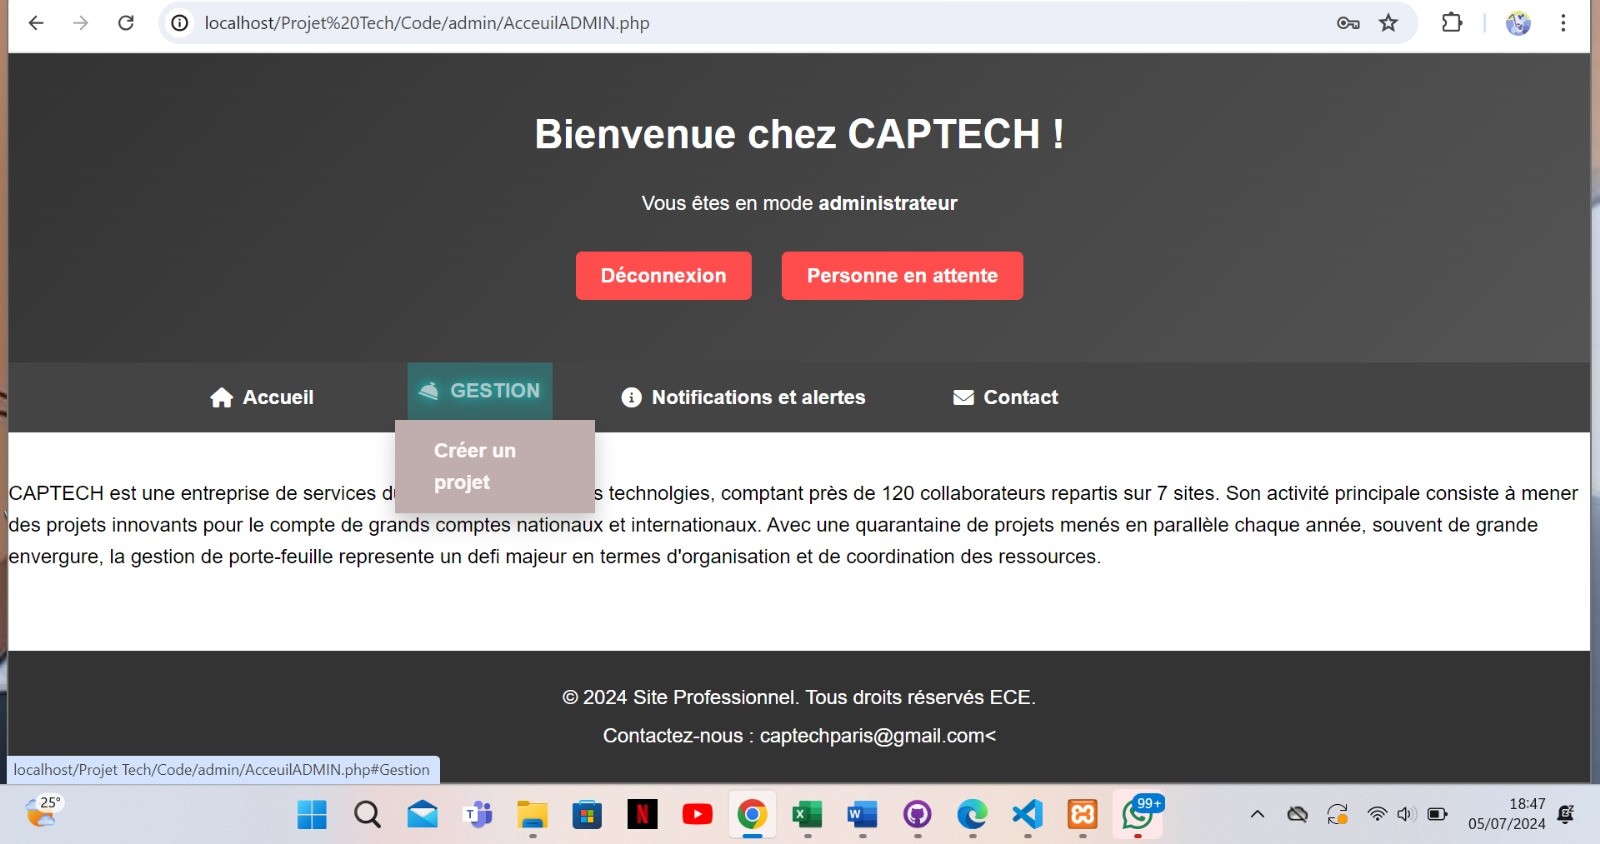 localhost/Projet%20Tech/Code/admin/AcceuilADMIN.php
Bienvenue chez CAPTECH !
Vous êtes en mode administrateur
Déconnexion
Personne en attente
Accueil
GESTION
Notifications et alertes
Contact
Créer un
projet
CAPTECH est une entreprise de services d s technolgies, comptant près de 120 collaborateurs repartis sur 7 sites. Son activité principale consiste à mener
des projets innovants pour le compte de grands comptes nationaux et internationaux. Avec une quarantaine de projets menés en parallèle chaque année, souvent de grande
envergure, la gestion de porte-feuille represente un defi majeur en termes d'organisation et de coordination des ressources.
© 2024 Site Professionnel. Tous droits réservés ECE.
Contactez-nous : captechparis@gmail.com<
localhost/Projet Tech/Code/admin/AcceuilADMIN.php#Gestion
25°
99+
18:47
05/07/2024